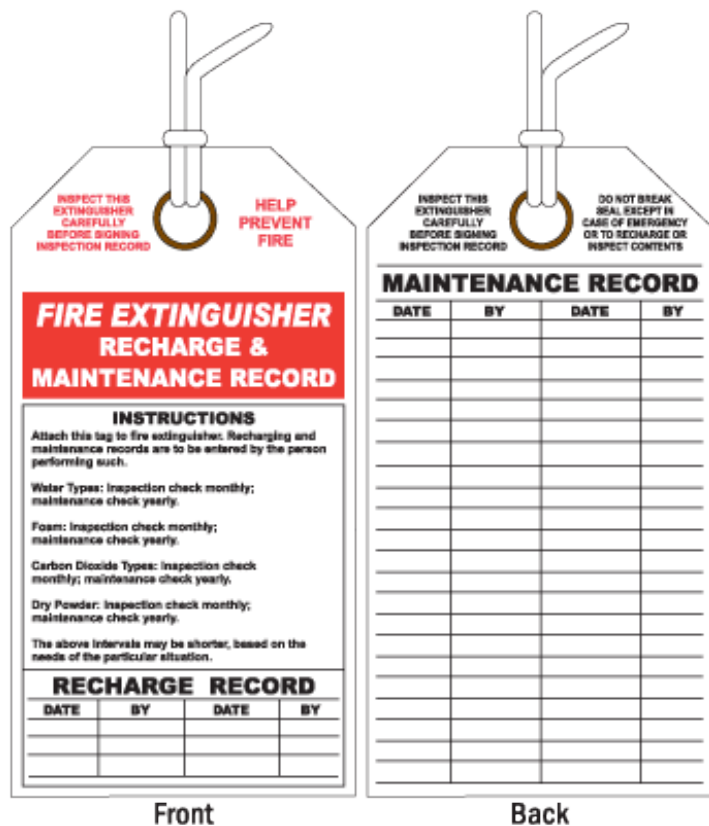 INSPECT THIS
EXTINGUISHER
CAREFULLY
BEFORE SIGNING
INSPECTION RECORD
HELP
PREVENT
FIRE
FIRE EXTINGUISHER
RECHARGE &
MAINTENANCE RECORD
INSTRUCTIONS
Attach this tag to fire extinguisher. Recharging and
maintenance records are to be entered by the person
performing such.
Water Types: Inspection check monthly;
maintenance check yearly.
Foam: Inspection check monthly;
maintenance check yearly.
Carbon Dioxide Types: Inspection check
monthly; maintenance check yearly.
Dry Powder: Inspection check monthly;
maintenance check yearly.
The above intervals may be shorter, based on the
needs of the particular situation.
RECHARGE RECORD
DATE BY DATE BY
Front
INSPECT THIS
EXTINGUISHER
CAREFULLY
BEFORE SIGNING
INSPECTION RECORD
DO NOT BREAK
SEAL EXCEPT IN
CASE OF EMERGENCY
OR TO RECHARGE OR
INSPECT CONTENTS
MAINTENANCE RECORD
DATE BY DATE BY
Back